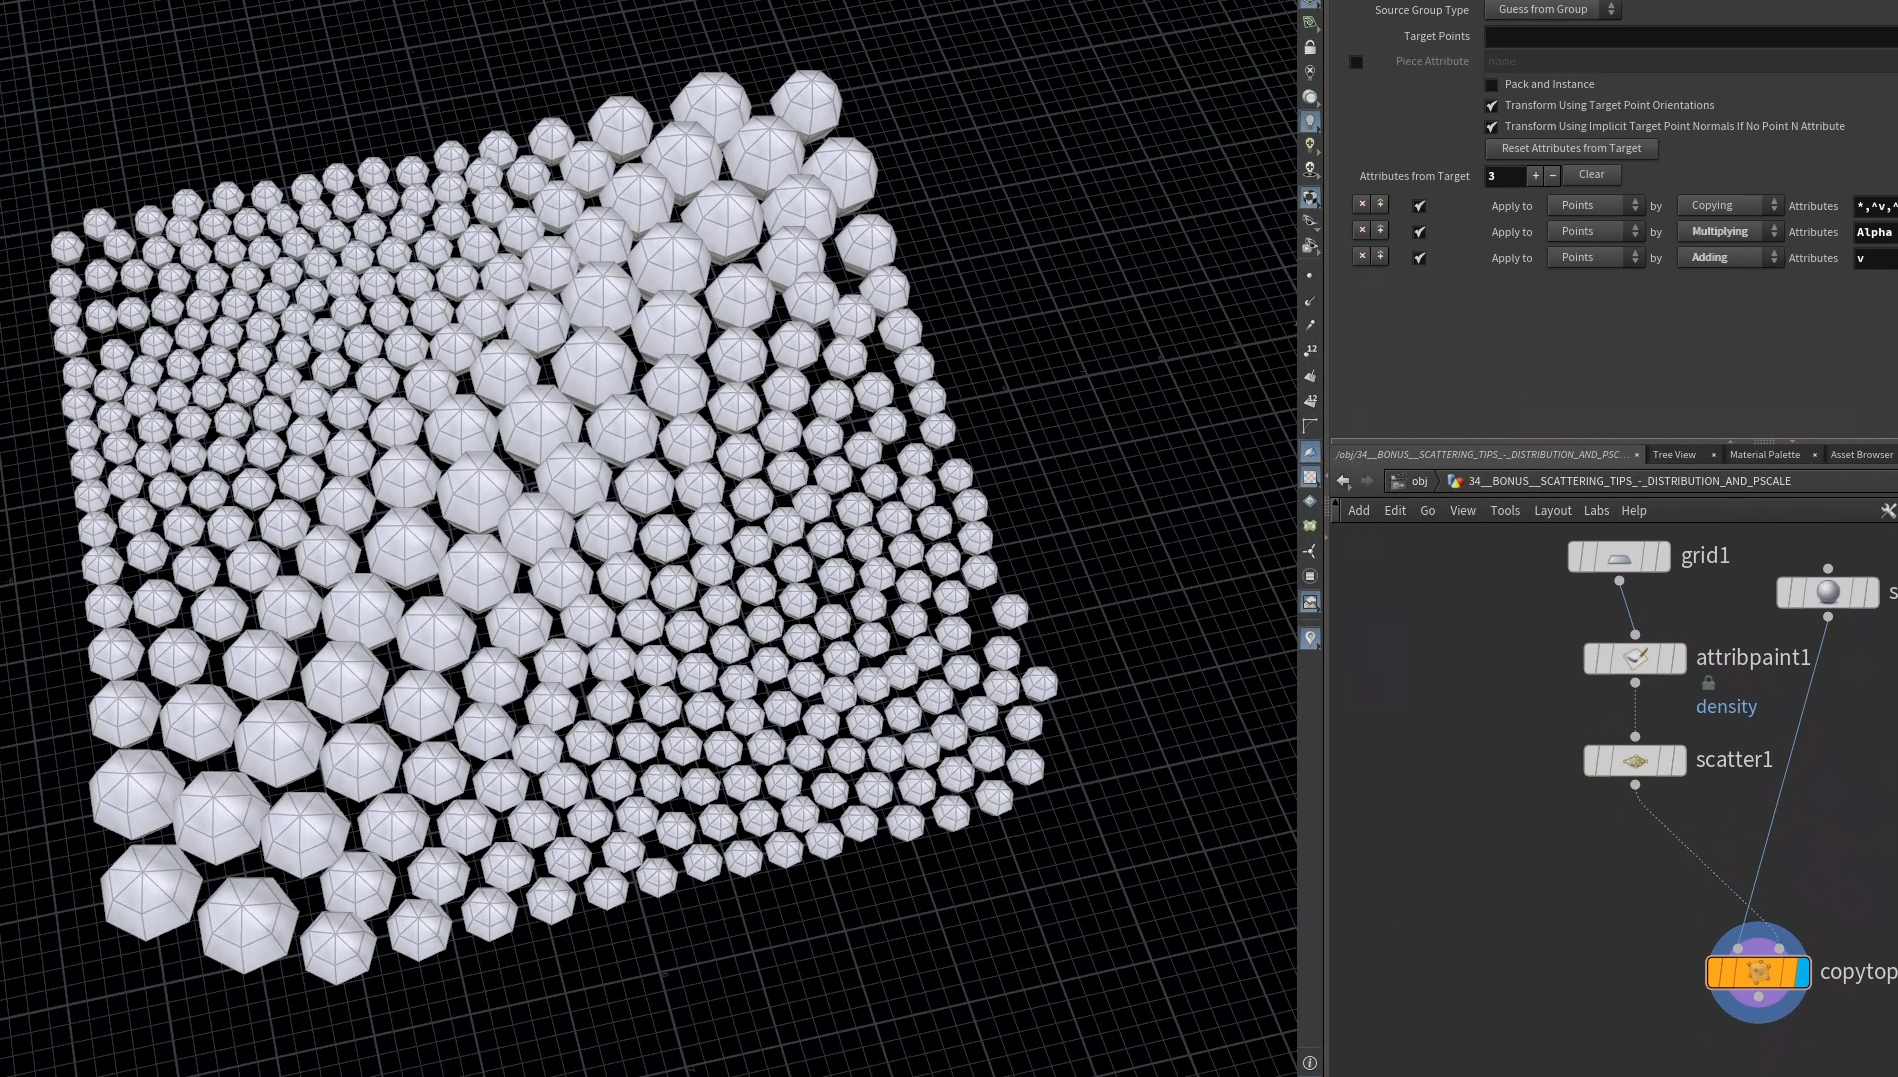 Source Group Type Guess from Group
Target Points
Piece Attribute name
Pack and Instance
Transform Using Target Point Orientations
Transform Using Implicit Target Point Normals If No Point N Attribute
Reset Attributes from Target
Attributes from Target 3 + − Clear
Apply to Points by Copying Attributes *,^v,^
Apply to Points by Multiplying Attributes Alpha
Apply to Points by Adding Attributes v
12
12
/obj/34__BONUS__SCATTERING_TIPS_-_DISTRIBUTION_AND_PSC... × Tree View × Material Palette × Asset Browser
obj 34__BONUS__SCATTERING_TIPS_-_DISTRIBUTION_AND_PSCALE
Add Edit Go View Tools Layout Labs Help
grid1
s
attribpaint1
density
scatter1
copytop